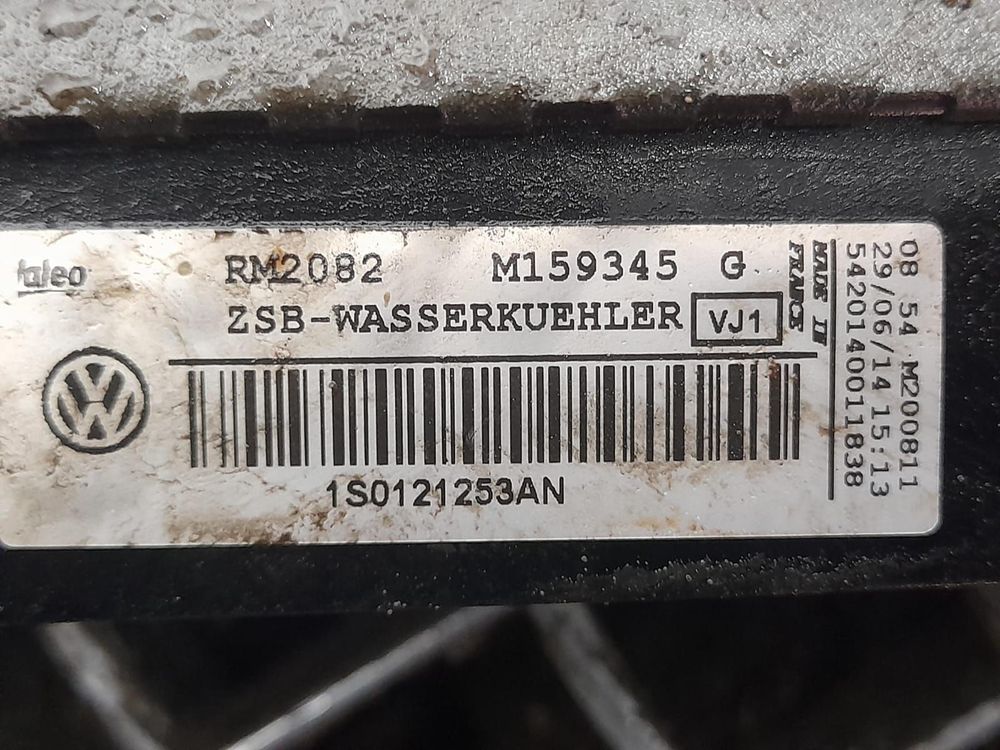 Valeo
RM2082 M159345 G
ZSB-WASSERKUEHLER VJ1
VW
1S0121253AN
MADE IN
FRANCE
08 54 M200811
29/06/14 15:13
5420140011838